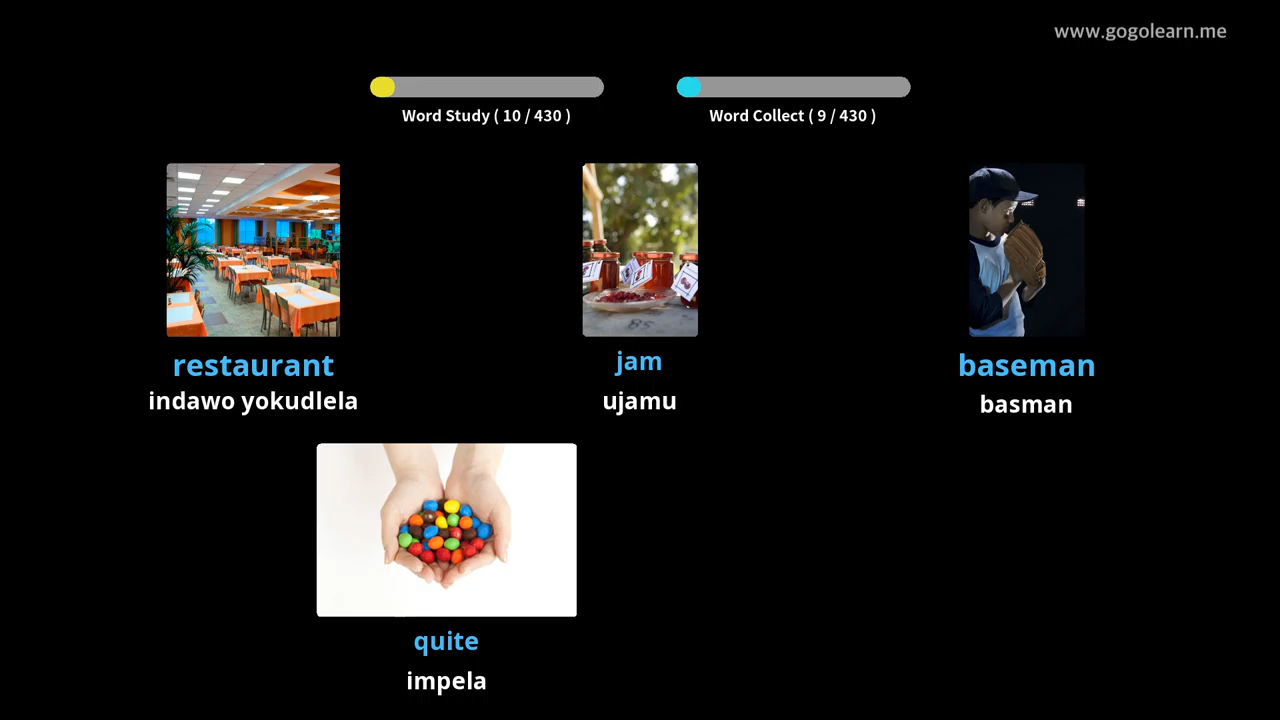 www.gogolearn.me
Word Study ( 10 / 430 )
Word Collect ( 9 / 430 )
restaurant
indawo yokudlela
jam
ujamu
baseman
basman
quite
impela